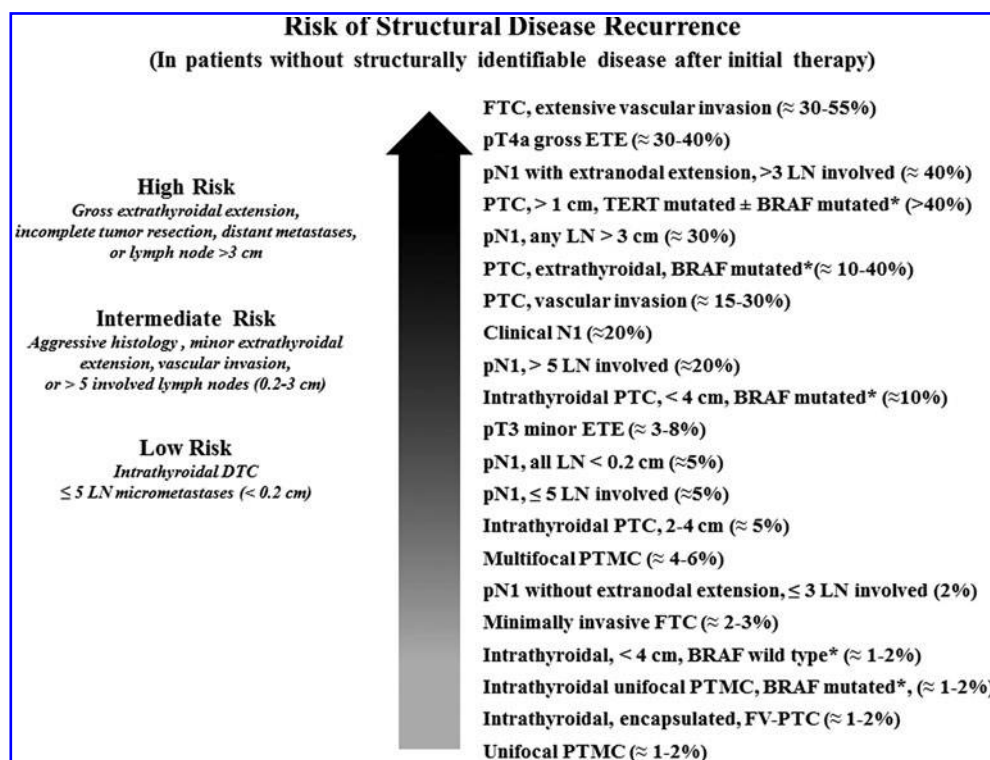 Risk of Structural Disease Recurrence
(In patients without structurally identifiable disease after initial therapy)
High Risk
Gross extrathyroidal extension,
incomplete tumor resection, distant metastases,
or lymph node >3 cm
Intermediate Risk
Aggressive histology , minor extrathyroidal
extension, vascular invasion,
or > 5 involved lymph nodes (0.2-3 cm)
Low Risk
Intrathyroidal DTC
≤ 5 LN micrometastases (< 0.2 cm)
FTC, extensive vascular invasion (≈ 30-55%)
pT4a gross ETE (≈ 30-40%)
pN1 with extranodal extension, >3 LN involved (≈ 40%)
PTC, > 1 cm, TERT mutated ± BRAF mutated* (>40%)
pN1, any LN > 3 cm (≈ 30%)
PTC, extrathyroidal, BRAF mutated*(≈ 10-40%)
PTC, vascular invasion (≈ 15-30%)
Clinical N1 (≈20%)
pN1, > 5 LN involved (≈20%)
Intrathyroidal PTC, < 4 cm, BRAF mutated* (≈10%)
pT3 minor ETE (≈ 3-8%)
pN1, all LN < 0.2 cm (≈5%)
pN1, ≤ 5 LN involved (≈5%)
Intrathyroidal PTC, 2-4 cm (≈ 5%)
Multifocal PTMC (≈ 4-6%)
pN1 without extranodal extension, ≤ 3 LN involved (2%)
Minimally invasive FTC (≈ 2-3%)
Intrathyroidal, < 4 cm, BRAF wild type* (≈ 1-2%)
Intrathyroidal unifocal PTMC, BRAF mutated*, (≈ 1-2%)
Intrathyroidal, encapsulated, FV-PTC (≈ 1-2%)
Unifocal PTMC (≈ 1-2%)